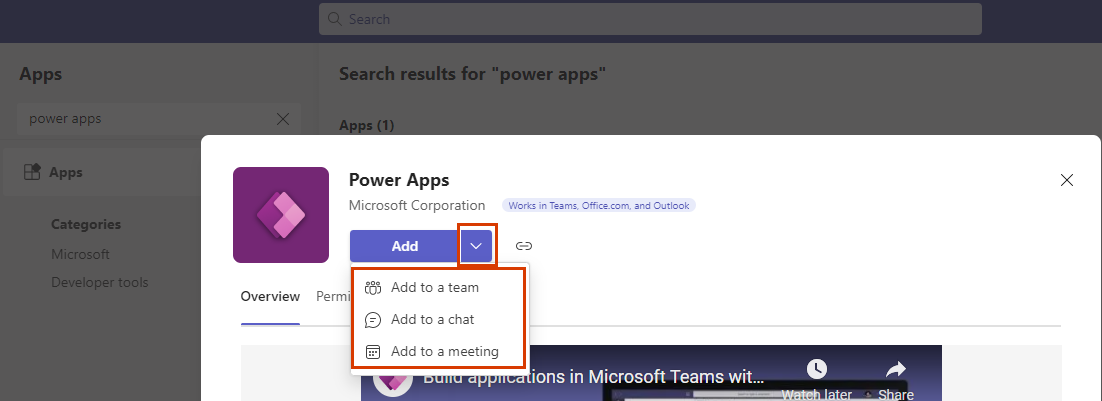 Search
Apps
Search results for "power apps"
power apps
Apps (1)
Apps
Power Apps
Microsoft Corporation
Works in Teams, Office.com, and Outlook
Categories
Microsoft
Developer tools
Add
Add to a team
Overview
Permi
Add to a chat
Add to a meeting
Build applications in Microsoft Teams wit...
Watch later
Share